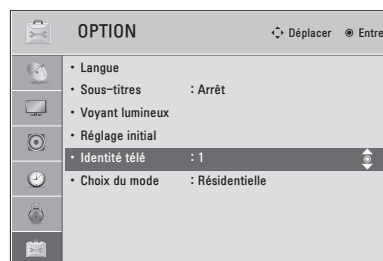 OPTION Déplacer Entre
• Langue
• Sous-titres : Arrêt
• Voyant lumineux
• Réglage initial
• Identité télé : 1
• Choix du mode : Résidentielle